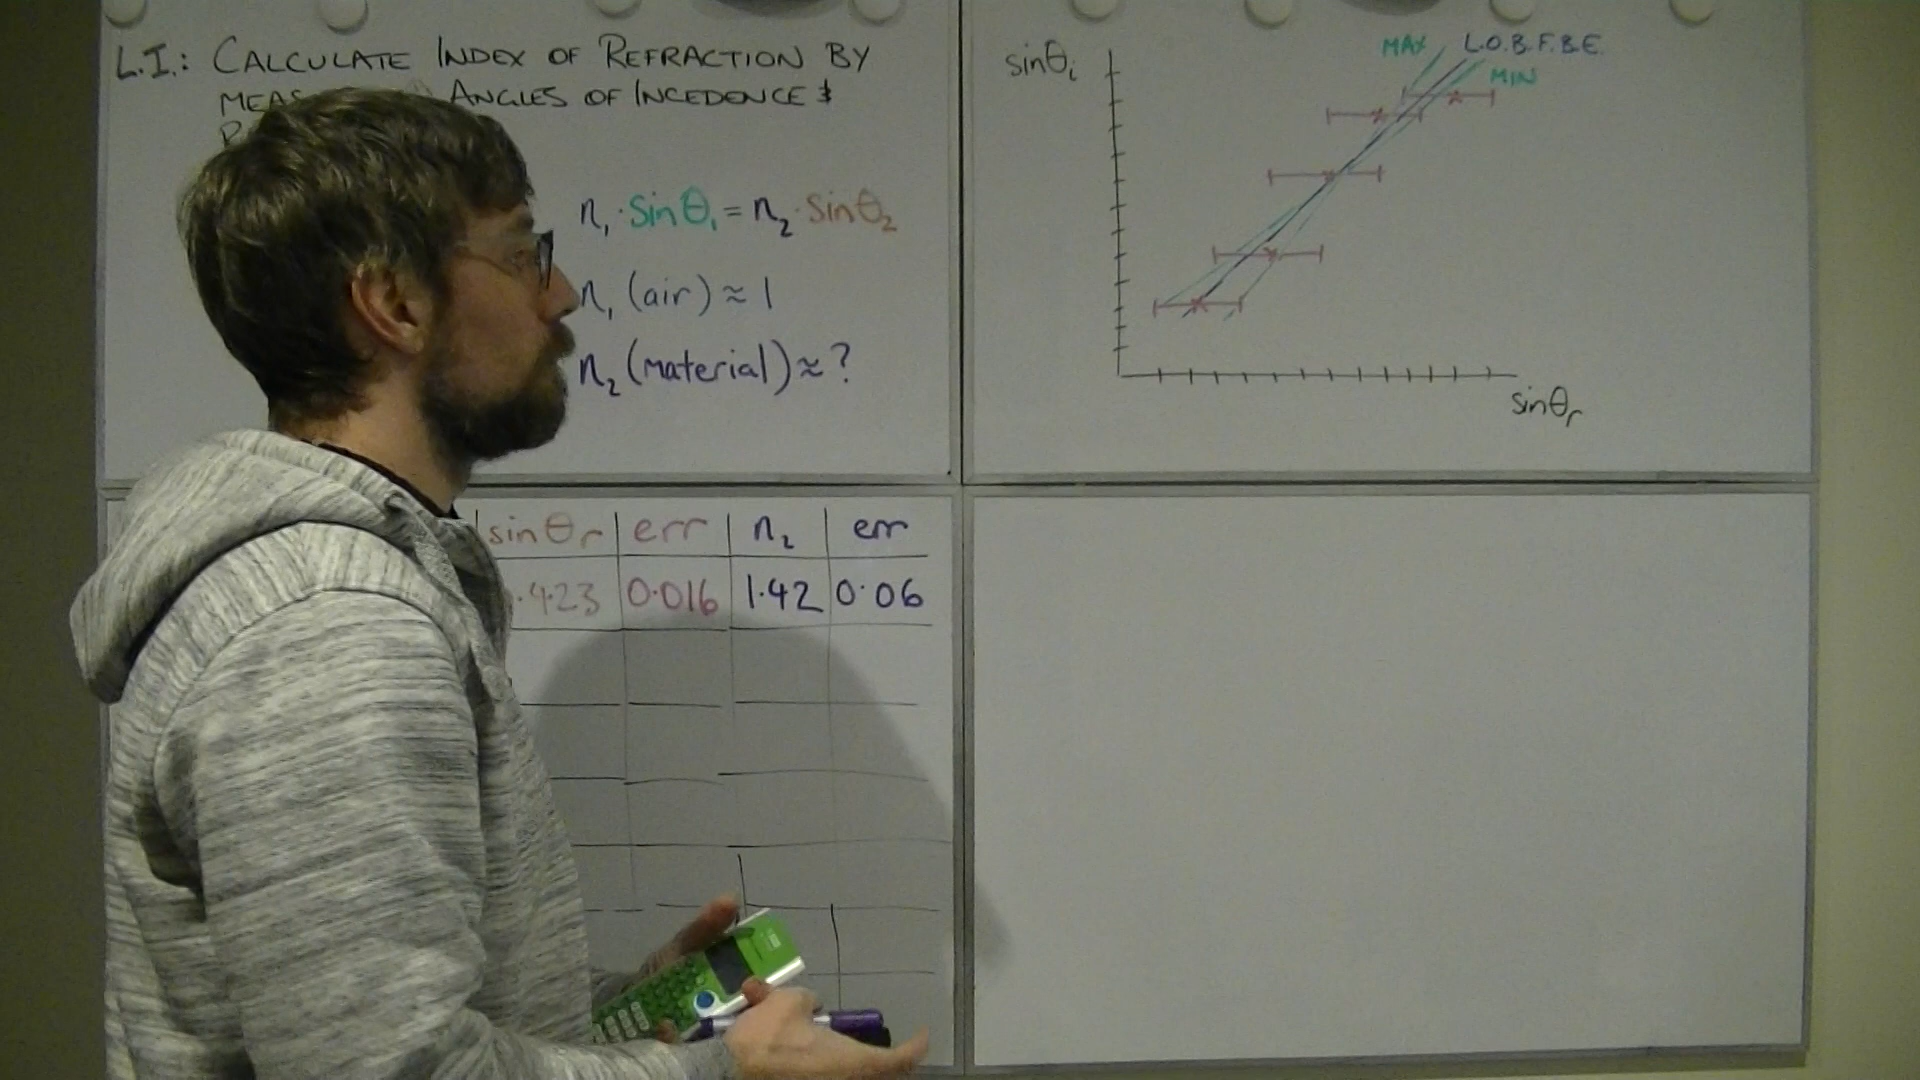 L.I.: CALCULATE INDEX OF REFRACTION BY
ANGLES OF INCEDENCE &
n₁·Sinθ₁ = n₂·Sinθ₂
n₁ (air) ≈ 1
n₂ (material) ≈ ?
sinθᵢ
MAX L.O.B.F.B.E.
MIN
sinθᵣ
sinθᵣ err n₂ err
.423 0.016 1.42 0.06